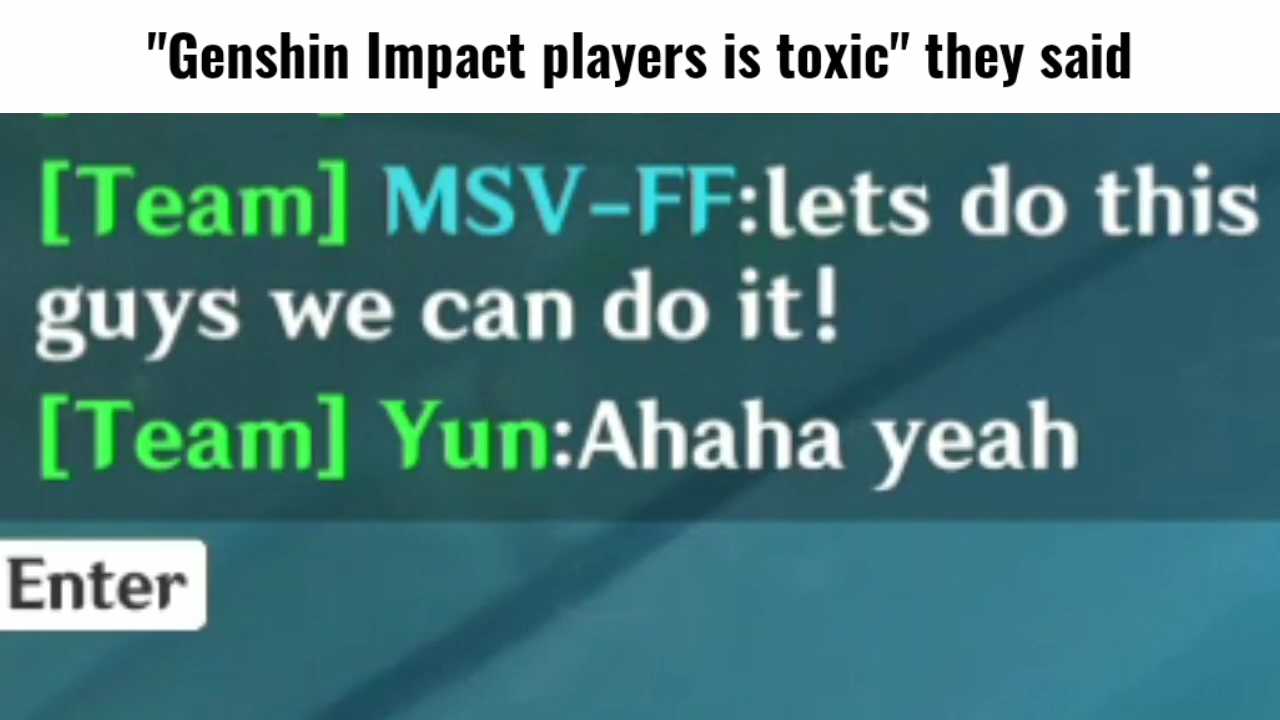 "Genshin Impact players is toxic" they said
[Team] MSV-FF:lets do this
guys we can do it!
[Team] Yun:Ahaha yeah
Enter